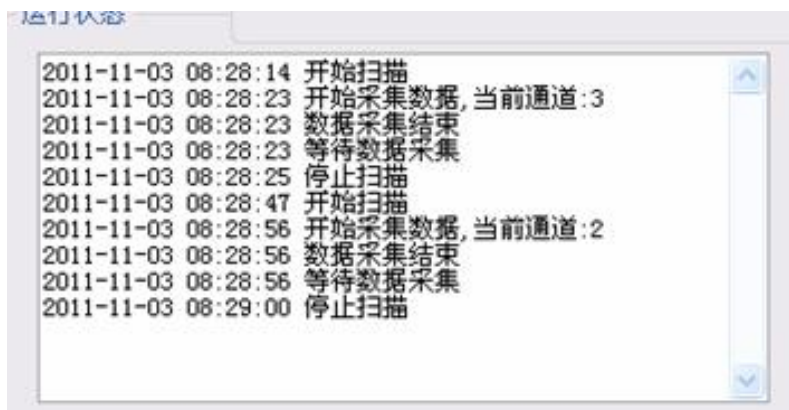 运行状态
2011-11-03 08:28:14 开始扫描
2011-11-03 08:28:23 开始采集数据,当前通道:3
2011-11-03 08:28:23 数据采集结束
2011-11-03 08:28:23 等待数据采集
2011-11-03 08:28:25 停止扫描
2011-11-03 08:28:47 开始扫描
2011-11-03 08:28:56 开始采集数据,当前通道:2
2011-11-03 08:28:56 数据采集结束
2011-11-03 08:28:56 等待数据采集
2011-11-03 08:29:00 停止扫描